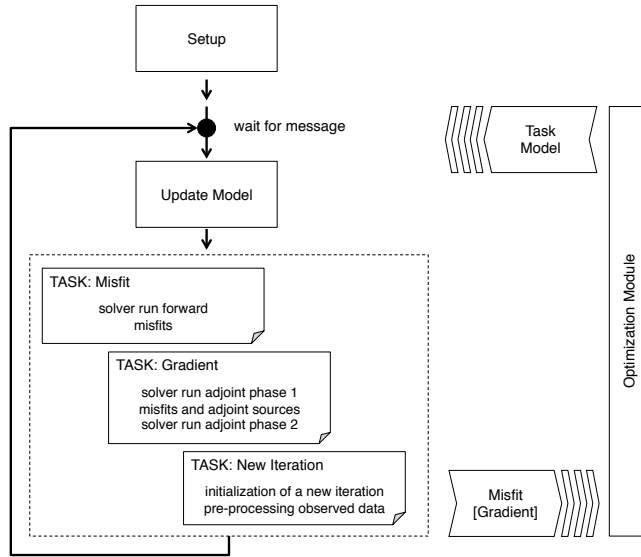 Setup
wait for message
Task
Model
Update Model
TASK: Misfit
solver run forward
misfits
TASK: Gradient
solver run adjoint phase 1
misfits and adjoint sources
solver run adjoint phase 2
TASK: New Iteration
initialization of a new iteration
pre-processing observed data
Misfit
[Gradient]
Optimization Module